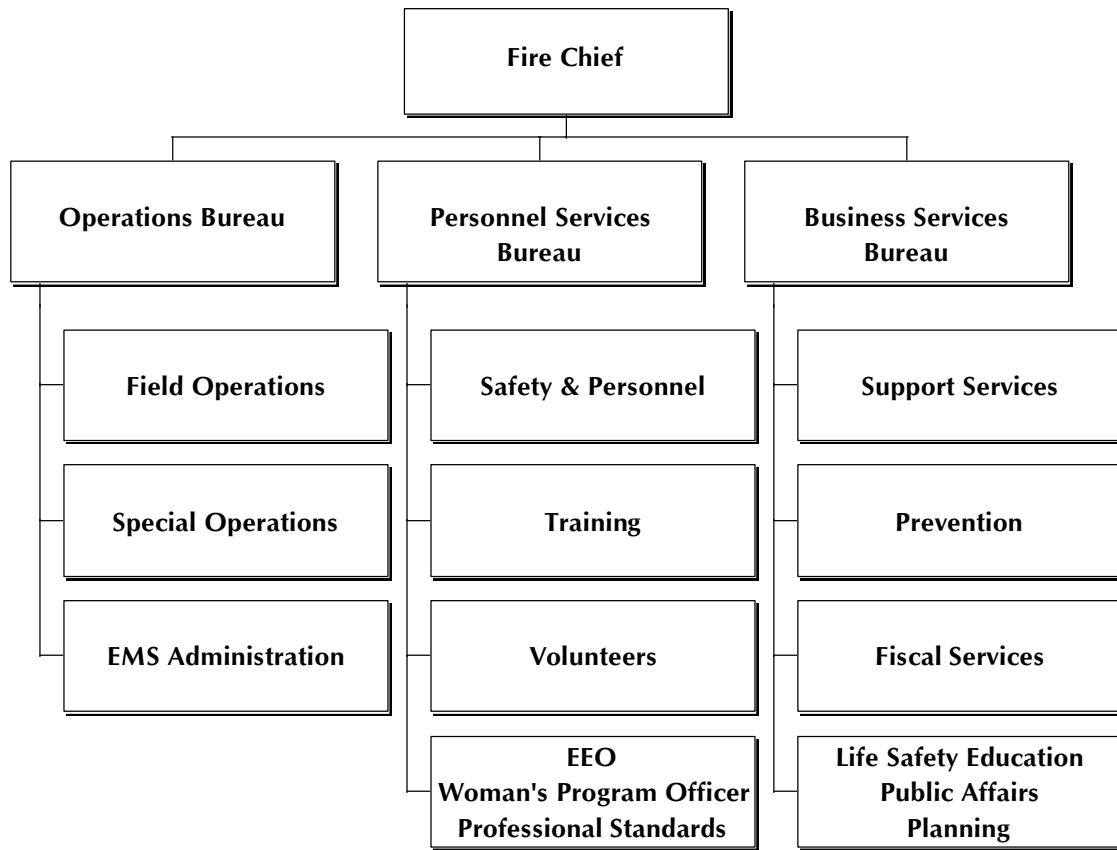 Fire Chief
Operations Bureau
Personnel Services
Bureau
Business Services
Bureau
Field Operations
Safety & Personnel
Support Services
Special Operations
Training
Prevention
EMS Administration
Volunteers
Fiscal Services
EEO
Woman's Program Officer
Professional Standards
Life Safety Education
Public Affairs
Planning